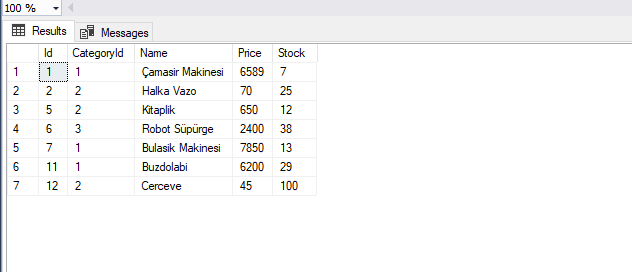 100 %
Results Messages
Id CategoryId Name Price Stock
1 1 1 Çamasir Makinesi 6589 7
2 2 2 Halka Vazo 70 25
3 5 2 Kitaplik 650 12
4 6 3 Robot Süpürge 2400 38
5 7 1 Bulasik Makinesi 7850 13
6 11 1 Buzdolabi 6200 29
7 12 2 Cerceve 45 100